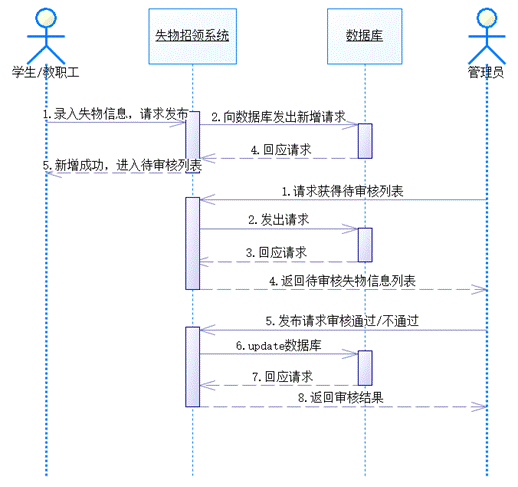 失物招领系统
数据库
学生/教职工
管理员
1.录入失物信息，请求发布
2.向数据库发出新增请求
4.回应请求
5.新增成功，进入待审核列表
1.请求获得待审核列表
2.发出请求
3.回应请求
4.返回待审核失物信息列表
5.发布请求审核通过/不通过
6.update数据库
7.回应请求
8.返回审核结果